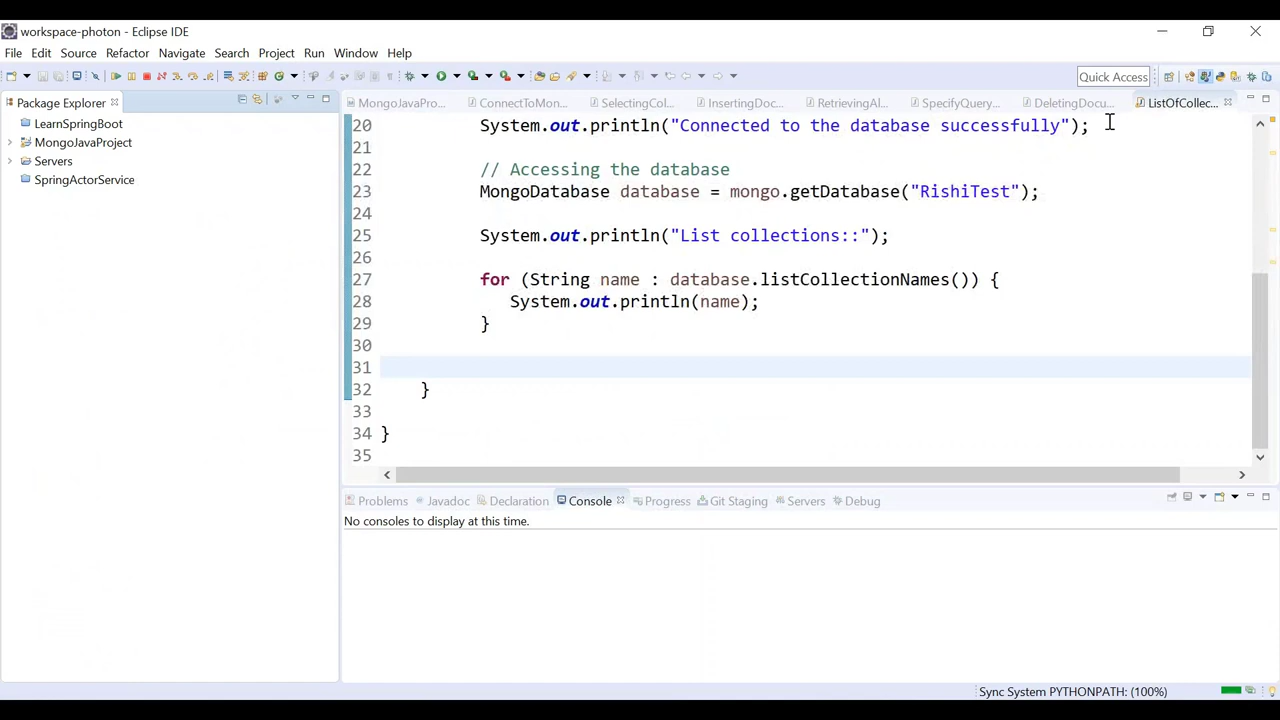 workspace-photon - Eclipse IDE
File Edit Source Refactor Navigate Search Project Run Window Help
Quick Access
Package Explorer
MongoJavaPro... ConnectToMon... SelectingCol... InsertingDoc... RetrievingAl... SpecifyQuery... DeletingDocu... ListOfCollec...
LearnSpringBoot
MongoJavaProject
Servers
SpringActorService
20 System.out.println("Connected to the database successfully");
21
22 // Accessing the database
23 MongoDatabase database = mongo.getDatabase("RishiTest");
24
25 System.out.println("List collections::");
26
27 for (String name : database.listCollectionNames()) {
28 System.out.println(name);
29 }
30
31
32 }
33
34 }
35
Problems Javadoc Declaration Console Progress Git Staging Servers Debug
No consoles to display at this time.
Sync System PYTHONPATH: (100%)